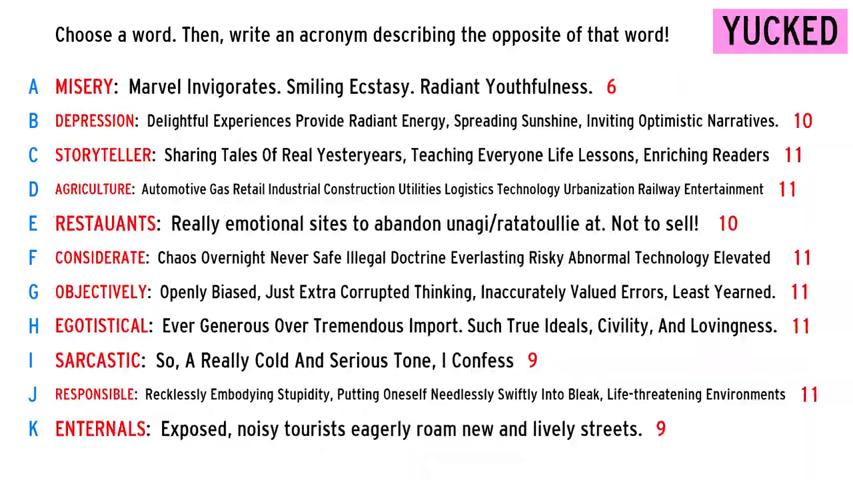 Choose a word. Then, write an acronym describing the opposite of that word!
YUCKED
A MISERY: Marvel Invigorates. Smiling Ecstasy. Radiant Youthfulness. 6
B DEPRESSION: Delightful Experiences Provide Radiant Energy, Spreading Sunshine, Inviting Optimistic Narratives. 10
C STORYTELLER: Sharing Tales Of Real Yesteryears, Teaching Everyone Life Lessons, Enriching Readers 11
D AGRICULTURE: Automotive Gas Retail Industrial Construction Utilities Logistics Technology Urbanization Railway Entertainment 11
E RESTAUANTS: Really emotional sites to abandon unagi/ratatoullie at. Not to sell! 10
F CONSIDERATE: Chaos Overnight Never Safe Illegal Doctrine Everlasting Risky Abnormal Technology Elevated 11
G OBJECTIVELY: Openly Biased, Just Extra Corrupted Thinking, Inaccurately Valued Errors, Least Yearned. 11
H EGOTISTICAL: Ever Generous Over Tremendous Import. Such True Ideals, Civility, And Lovingness. 11
I SARCASTIC: So, A Really Cold And Serious Tone, I Confess 9
J RESPONSIBLE: Recklessly Embodying Stupidity, Putting Oneself Needlessly Swiftly Into Bleak, Life-threatening Environments 11
K ENTERNALS: Exposed, noisy tourists eagerly roam new and lively streets. 9